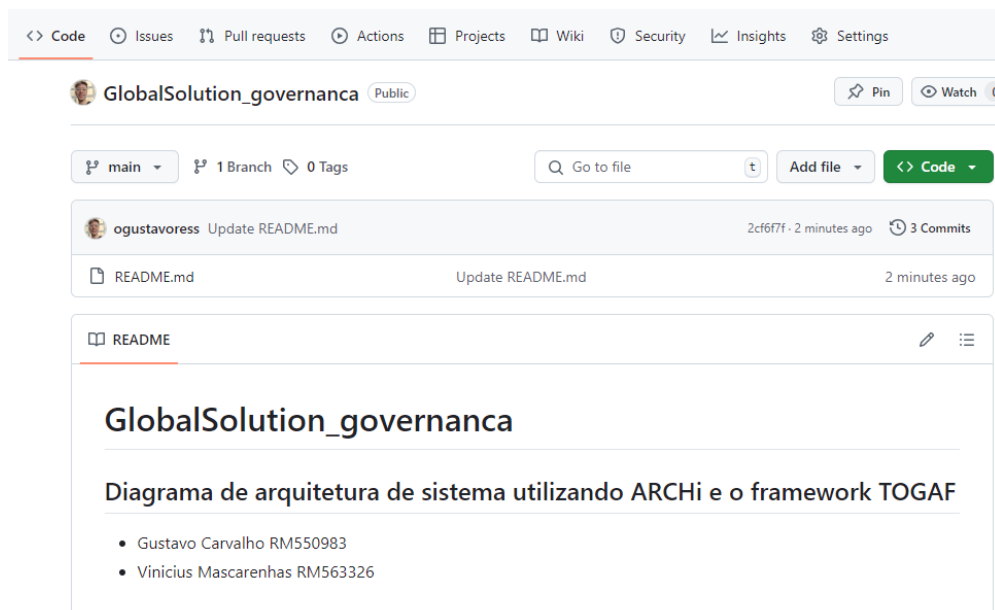 <> Code Issues Pull requests Actions Projects Wiki Security Insights Settings
GlobalSolution_governanca Public Pin Watch
main 1 Branch 0 Tags Go to file t Add file <> Code
ogustavoress Update README.md 2cf6f7f · 2 minutes ago 3 Commits
README.md Update README.md 2 minutes ago
README
GlobalSolution_governanca
Diagrama de arquitetura de sistema utilizando ARCHi e o framework TOGAF
• Gustavo Carvalho RM550983
• Vinicius Mascarenhas RM563326